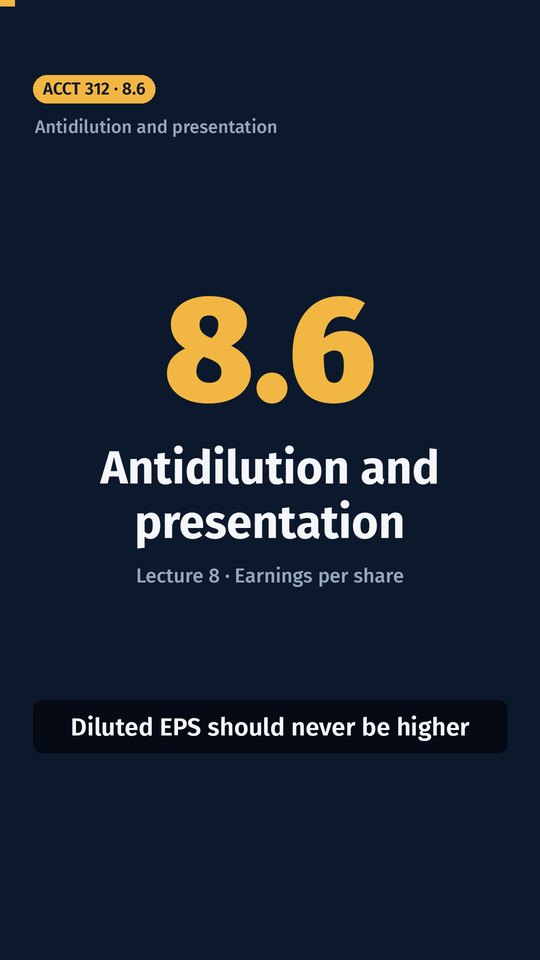 ACCT 312 · 8.6
Antidilution and presentation
8.6
Antidilution and
presentation
Lecture 8 · Earnings per share
Diluted EPS should never be higher